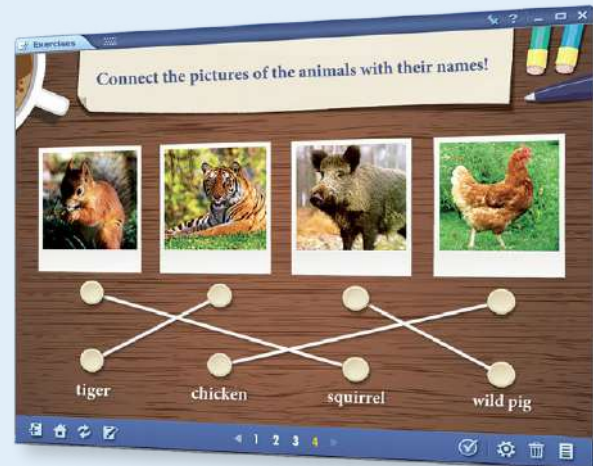 Exercises
?
Connect the pictures of the animals with their names!
tiger chicken squirrel wild pig
1 2 3 4